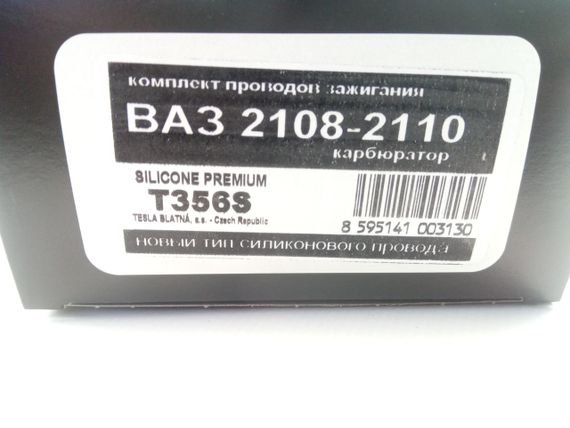 комплект проводов зажигания
ВАЗ 2108-2110
карбюратор
SILICONE PREMIUM
T356S
TESLA BLATNÁ, a.s. - Czech Republic
8 595141 003130
НОВЫЙ ТИП СИЛИКОНОВОГО ПРОВОДА